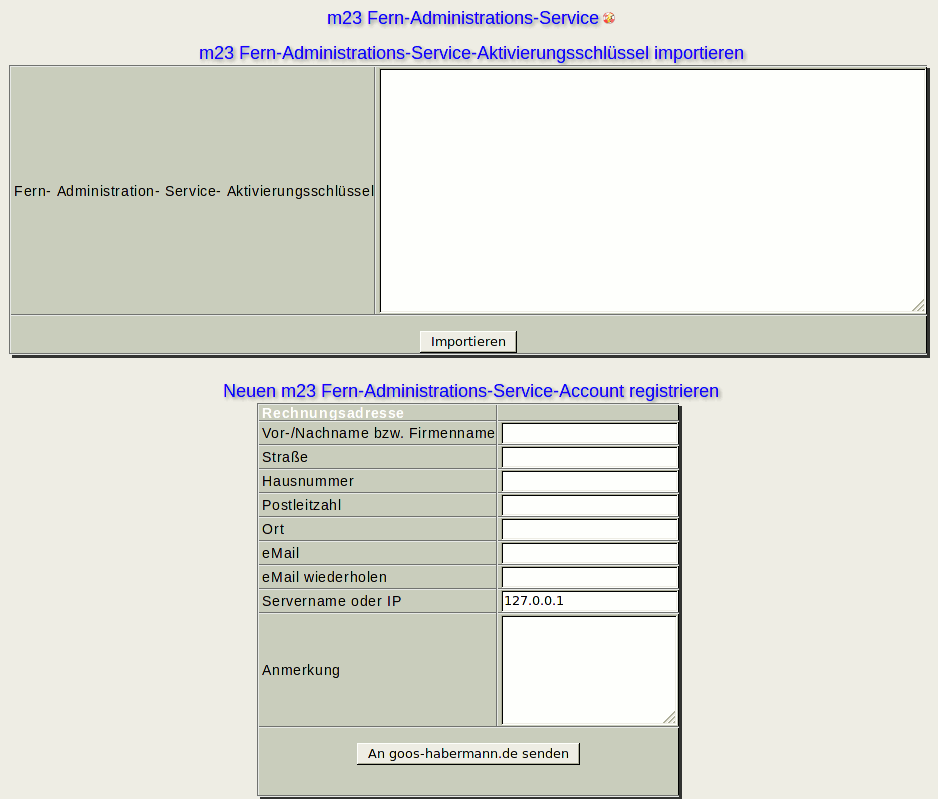 m23 Fern-Administrations-Service
m23 Fern-Administrations-Service-Aktivierungsschlüssel importieren
Fern- Administration- Service- Aktivierungsschlüssel
Importieren
Neuen m23 Fern-Administrations-Service-Account registrieren
Rechnungsadresse
Vor-/Nachname bzw. Firmenname
Straße
Hausnummer
Postleitzahl
Ort
eMail
eMail wiederholen
Servername oder IP 127.0.0.1
Anmerkung
An goos-habermann.de senden